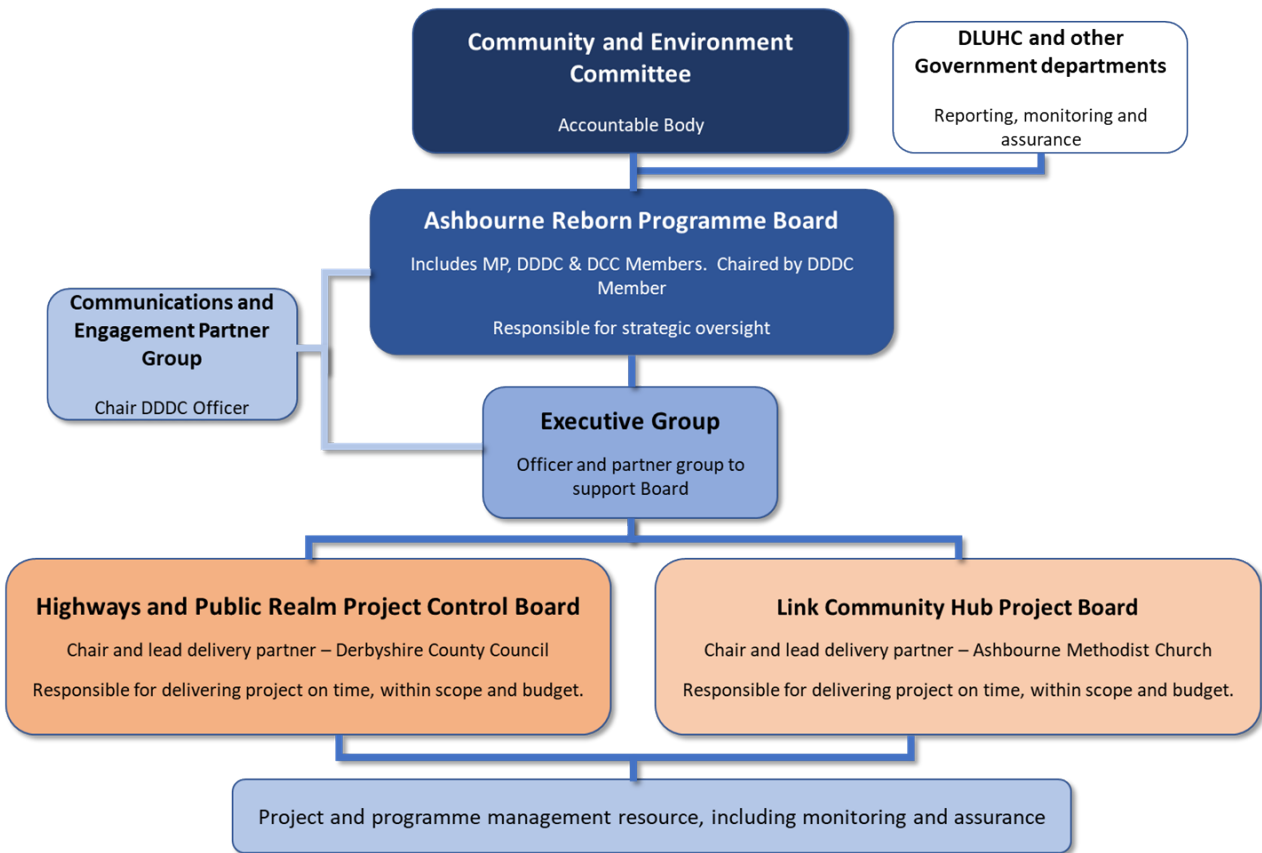 Community and Environment
Committee
Accountable Body
DLUHC and other
Government departments
Reporting, monitoring and
assurance
Ashbourne Reborn Programme Board
Includes MP, DDDC & DCC Members.  Chaired by DDDC
Member
Responsible for strategic oversight
Communications and
Engagement Partner
Group
Chair DDDC Officer
Executive Group
Officer and partner group to
support Board
Highways and Public Realm Project Control Board
Chair and lead delivery partner – Derbyshire County Council
Responsible for delivering project on time, within scope and budget.
Link Community Hub Project Board
Chair and lead delivery partner – Ashbourne Methodist Church
Responsible for delivering project on time, within scope and budget.
Project and programme management resource, including monitoring and assurance